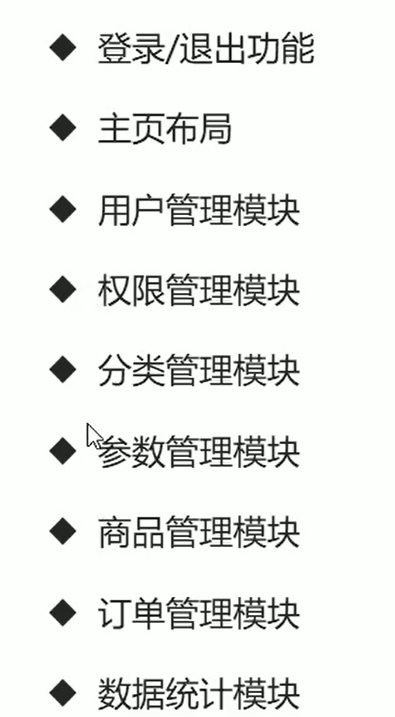 ◆ 登录/退出功能
◆ 主页布局
◆ 用户管理模块
◆ 权限管理模块
◆ 分类管理模块
◆ 参数管理模块
◆ 商品管理模块
◆ 订单管理模块
◆ 数据统计模块